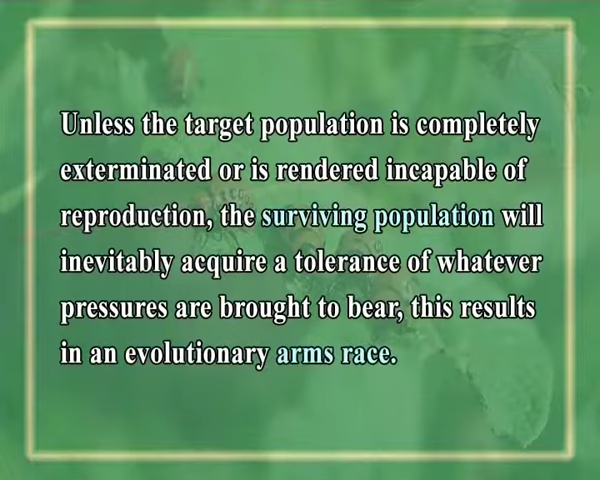 Unless the target population is completely
exterminated or is rendered incapable of
reproduction, the surviving population will
inevitably acquire a tolerance of whatever
pressures are brought to bear, this results
in an evolutionary arms race.